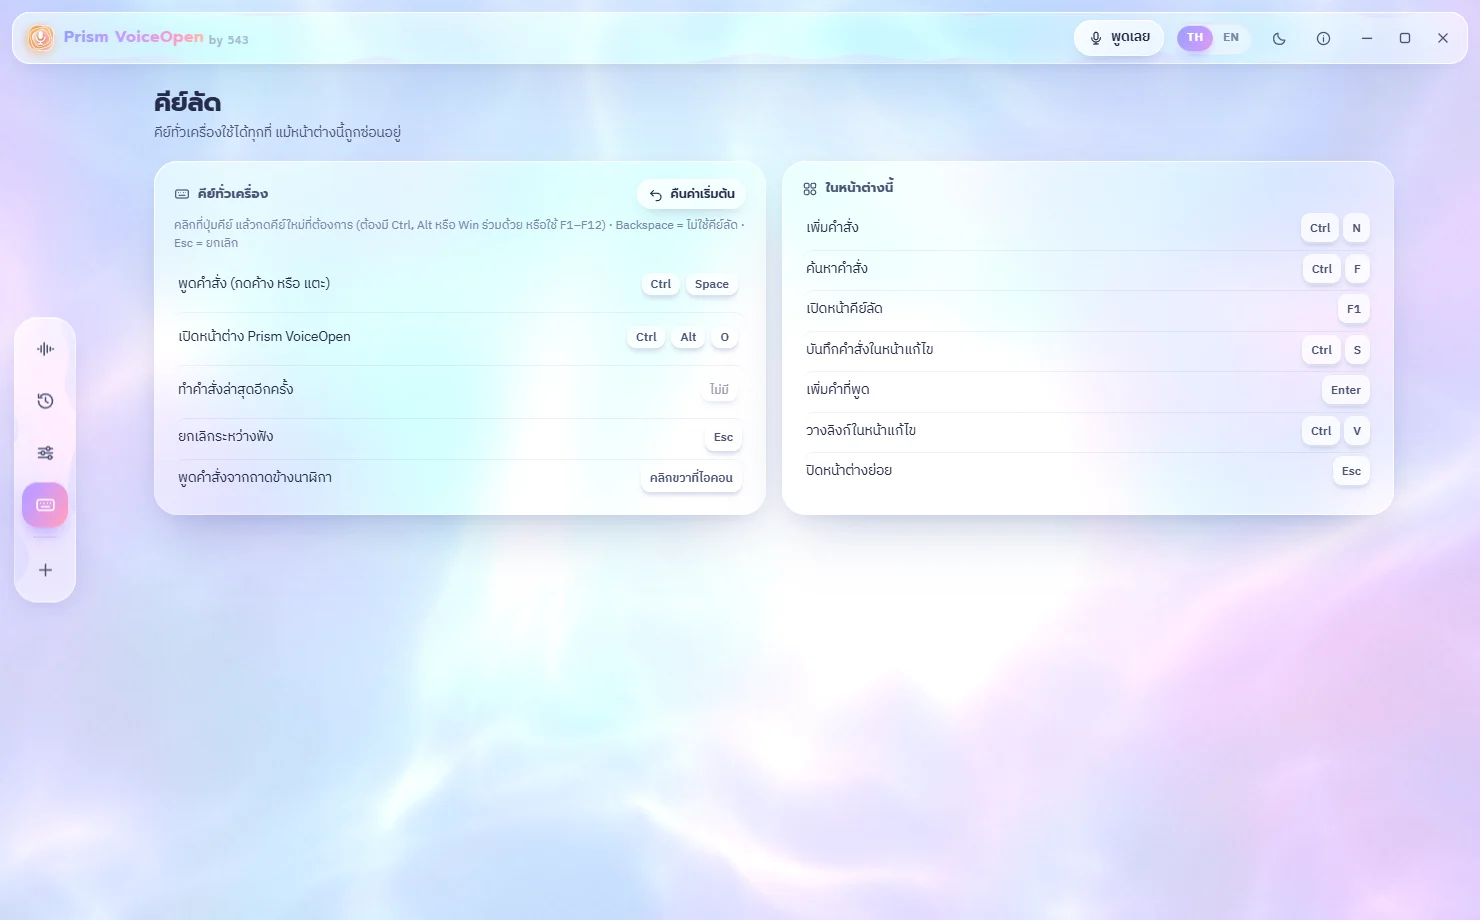 Prism VoiceOpen by 543
พูดเลย
TH EN
คีย์ลัด
คีย์ทั่วเครื่องใช้ได้ทุกที่ แม้หน้าต่างนี้ถูกซ่อนอยู่
คีย์ทั่วเครื่อง
คืนค่าเริ่มต้น
คลิกที่ปุ่มคีย์ แล้วกดคีย์ใหม่ที่ต้องการ (ต้องมี Ctrl, Alt หรือ Win ร่วมด้วย หรือใช้ F1–F12) · Backspace = ไม่ใช้คีย์ลัด ·
Esc = ยกเลิก
พูดคำสั่ง (กดค้าง หรือ แตะ) Ctrl Space
เปิดหน้าต่าง Prism VoiceOpen Ctrl Alt O
ทำคำสั่งล่าสุดอีกครั้ง ไม่มี
ยกเลิกระหว่างฟัง Esc
พูดคำสั่งจากถาดข้างนาฬิกา คลิกขวาที่ไอคอน
ในหน้าต่างนี้
เพิ่มคำสั่ง Ctrl N
ค้นหาคำสั่ง Ctrl F
เปิดหน้าคีย์ลัด F1
บันทึกคำสั่งในหน้าแก้ไข Ctrl S
เพิ่มคำที่พูด Enter
วางลิงก์ในหน้าแก้ไข Ctrl V
ปิดหน้าต่างย่อย Esc